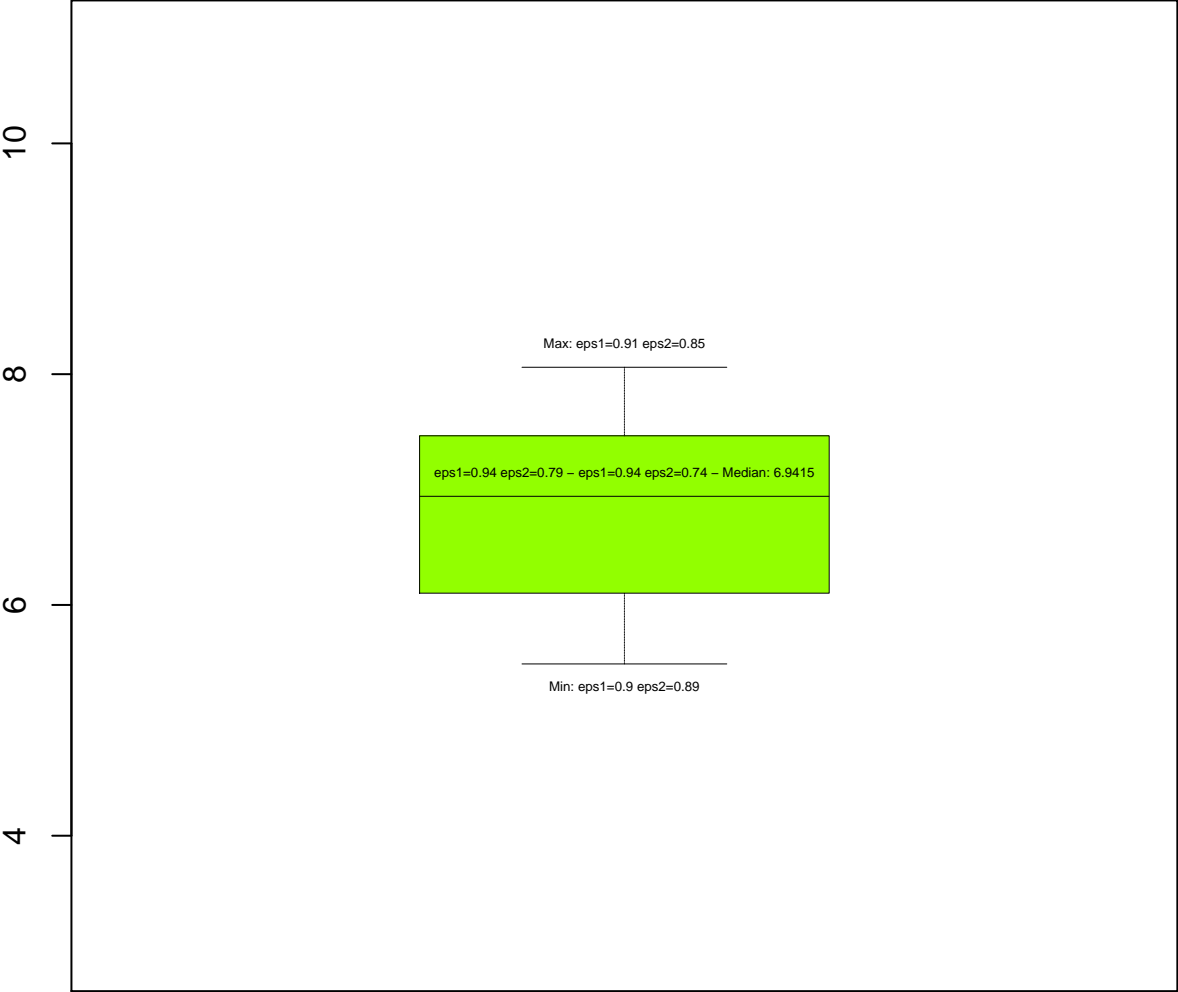 10
Max: eps1=0.91 eps2=0.85
8
eps1=0.94 eps2=0.79 – eps1=0.94 eps2=0.74 – Median: 6.9415
6
Min: eps1=0.9 eps2=0.89
4